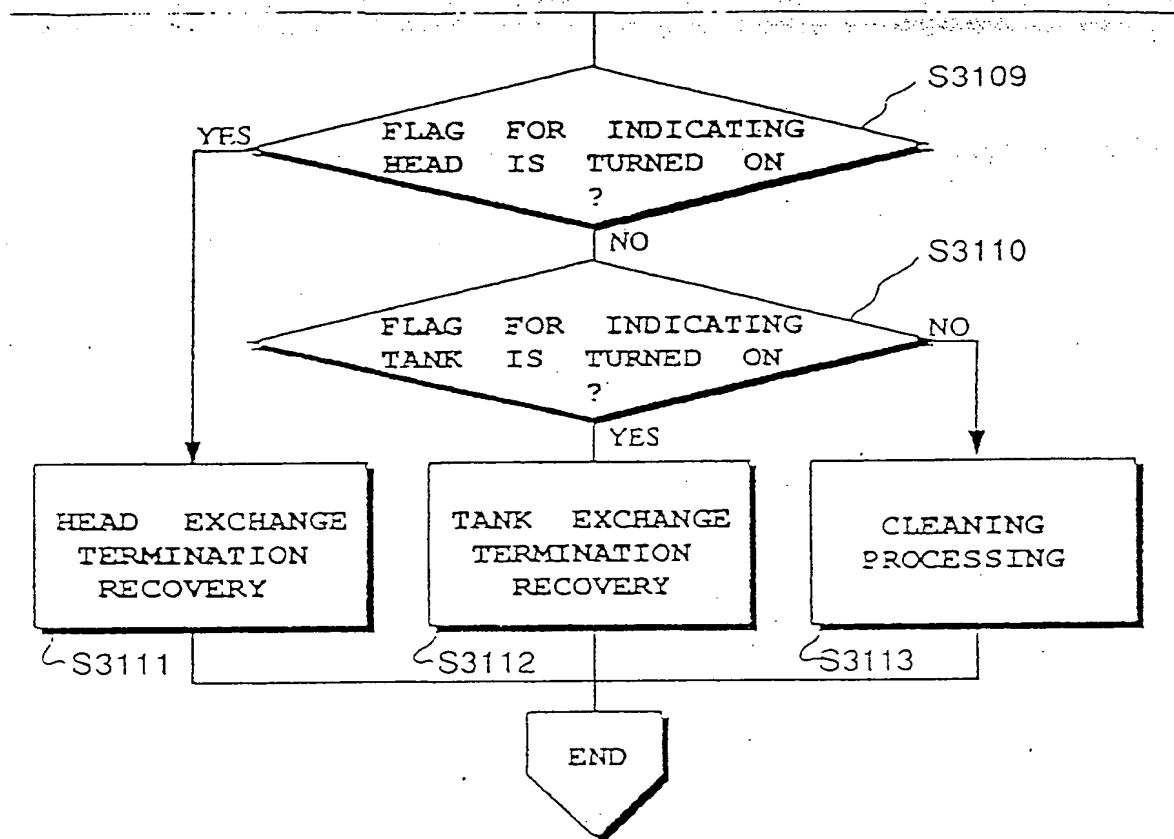 S3109
YES
FLAG FOR INDICATING
HEAD IS TURNED ON
?
NO
S3110
FLAG FOR INDICATING
TANK IS TURNED ON
?
NO
YES
HEAD EXCHANGE
TERMINATION
RECOVERY
TANK EXCHANGE
TERMINATION
RECOVERY
CLEANING
PROCESSING
S3111
S3112
S3113
END